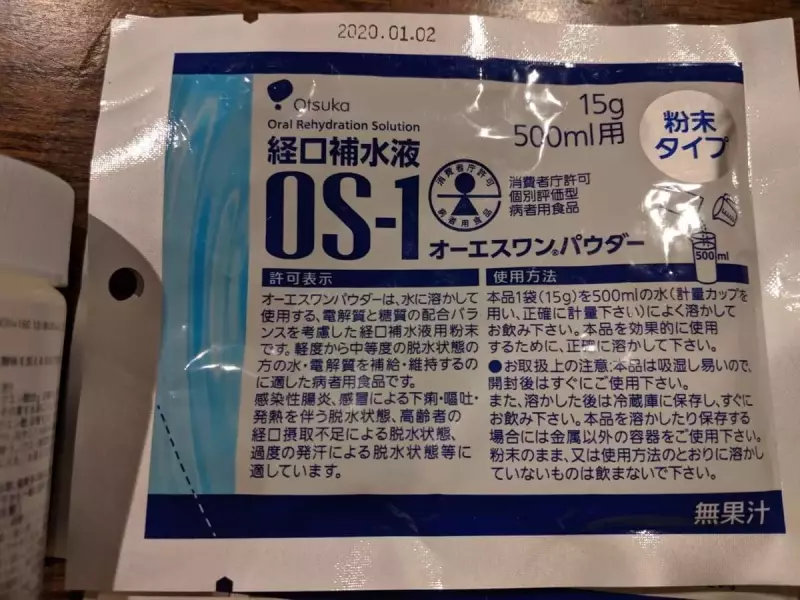 2020.01.02
Otsuka
Oral Rehydration Solution
経口補水液
OS-1
15g
500ml用
粉末
タイプ
消費者庁許可
病者用食品
消費者庁許可
個別評価型
病者用食品
オーエスワン®パウダー
500ml
許可表示
オーエスワンパウダーは、水に溶かして
使用する、電解質と糖質の配合バラ
ンスを考慮した経口補水液用粉末
です。軽度から中等度の脱水状態の
方の水・電解質を補給・維持するの
に適した病者用食品です。
感染性腸炎、感冒による下痢・嘔吐・
発熱を伴う脱水状態、高齢者の
経口摂取不足による脱水状態、
過度の発汗による脱水状態等に
適しています。
使用方法
本品1袋(15g)を500mlの水(計量カップを
用い、正確に計量下さい)によく溶かして
お飲み下さい。本品を効果的に使用
するために、正確に溶かして下さい。
●お取扱上の注意:本品は吸湿し易いので、
開封後はすぐにご使用下さい。
また、溶かした後は冷蔵庫に保存し、すぐに
お飲み下さい。本品を溶かしたり保存する
場合には金属以外の容器をご使用下さい。
粉末のまま、又は使用方法のとおりに溶かし
ていないものは飲まないで下さい。
無果汁